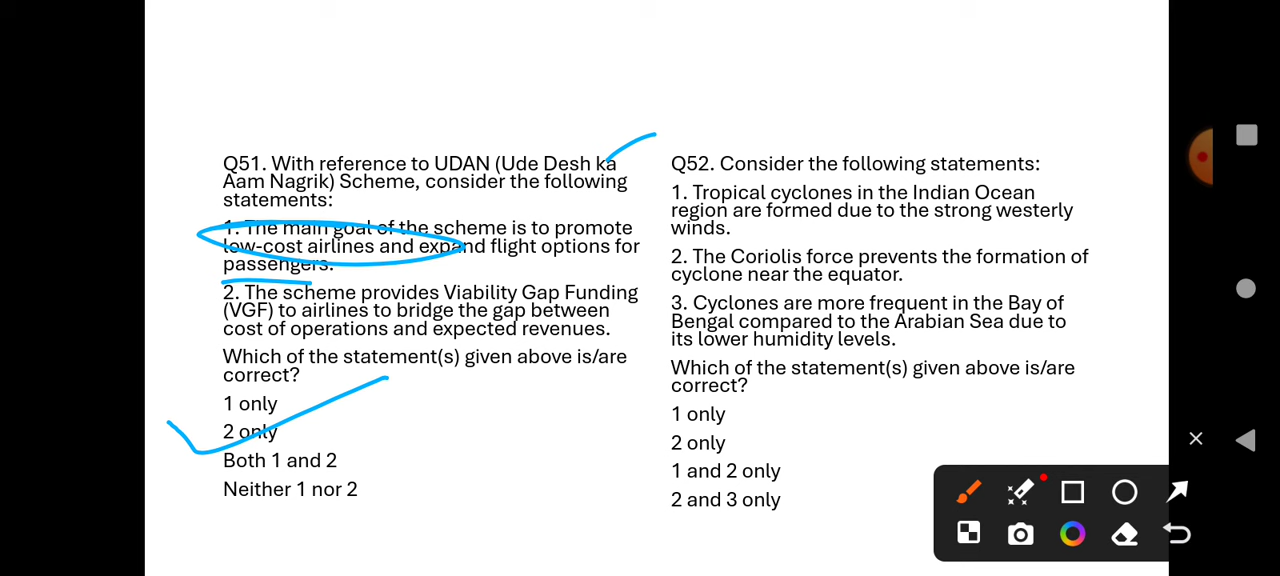 Q51. With reference to UDAN (Ude Desh ka
Aam Nagrik) Scheme, consider the following
statements:
1. The main goal of the scheme is to promote
low-cost airlines and expand flight options for
passengers.
2. The scheme provides Viability Gap Funding
(VGF) to airlines to bridge the gap between
cost of operations and expected revenues.
Which of the statement(s) given above is/are
correct?
1 only
2 only
Both 1 and 2
Neither 1 nor 2
Q52. Consider the following statements:
1. Tropical cyclones in the Indian Ocean
region are formed due to the strong westerly
winds.
2. The Coriolis force prevents the formation of
cyclone near the equator.
3. Cyclones are more frequent in the Bay of
Bengal compared to the Arabian Sea due to
its lower humidity levels.
Which of the statement(s) given above is/are
correct?
1 only
2 only
1 and 2 only
2 and 3 only